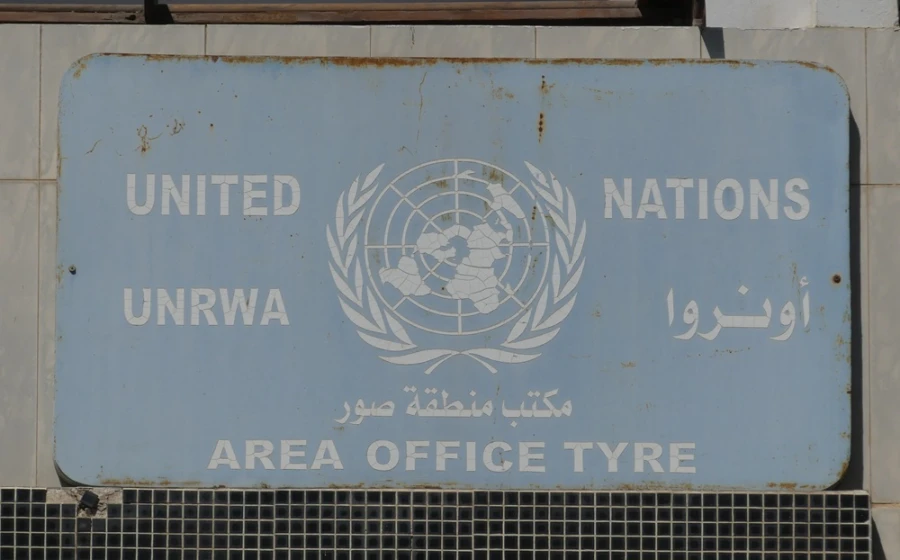 UNITED NATIONS
UNRWA أونروا
مكتب منطقة صور
AREA OFFICE TYRE